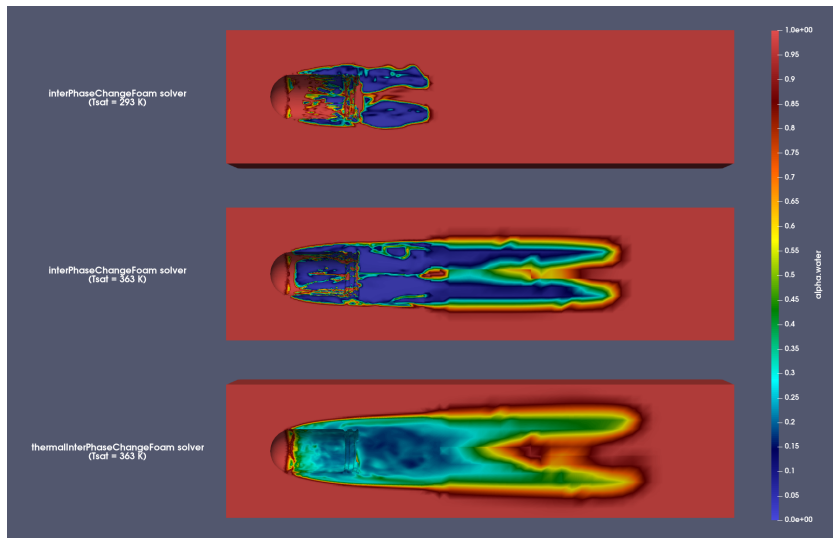 interPhaseChangeFoam solver
(Tsat = 293 K)
interPhaseChangeFoam solver
(Tsat = 363 K)
thermalInterPhaseChangeFoam solver
(Tsat = 363 K)
1.0e+00
0.95
0.9
0.85
0.8
0.75
0.7
0.65
0.6
0.55
0.5
0.45
0.4
0.35
0.3
0.25
0.2
0.15
0.1
0.05
0.0e+00
alpha.water